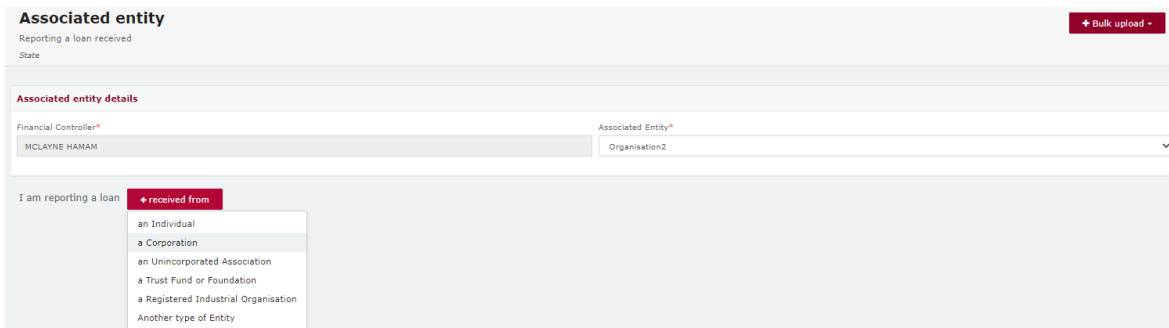 Associated entity
+ Bulk upload
Reporting a loan received
State
Associated entity details
Financial Controller*
Associated Entity*
MCLAYNE HAMAM
Organisation2
I am reporting a loan
+ received from
an Individual
a Corporation
an Unincorporated Association
a Trust Fund or Foundation
a Registered Industrial Organisation
Another type of Entity